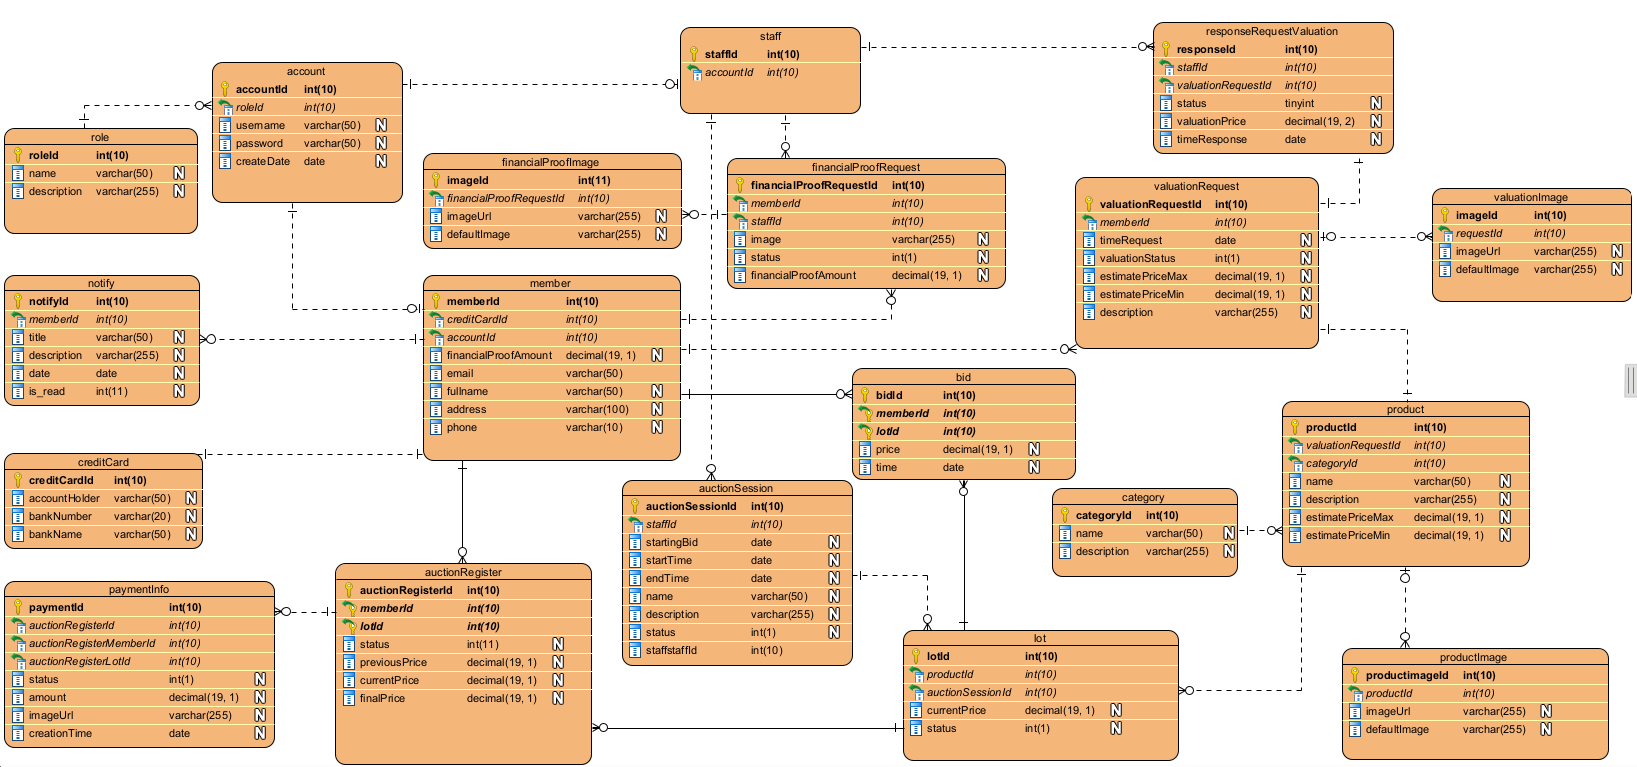 staff
staffId int(10)
accountId int(10)
responseRequestValuation
responseId int(10)
staffId int(10)
valuationRequestId int(10)
status tinyint N
valuationPrice decimal(19, 2) N
timeResponse date N
account
accountId int(10)
roleId int(10)
username varchar(50) N
password varchar(50) N
createDate date N
role
roleId int(10)
name varchar(50) N
description varchar(255) N
financialProofImage
imageId int(11)
financialProofRequestId int(10)
imageUrl varchar(255) N
defaultImage varchar(255) N
financialProofRequest
financialProofRequestId int(10)
memberId int(10)
staffId int(10)
image varchar(255) N
status int(1) N
financialProofAmount decimal(19, 1) N
valuationRequest
valuationRequestId int(10)
memberId int(10)
timeRequest date N
valuationStatus int(1) N
estimatePriceMax decimal(19, 1) N
estimatePriceMin decimal(19, 1) N
description varchar(255) N
valuationImage
imageId int(10)
requestId int(10)
imageUrl varchar(255) N
defaultImage varchar(255) N
notify
notifyId int(10)
memberId int(10)
title varchar(50) N
description varchar(255) N
date date N
is_read int(11) N
member
memberId int(10)
creditCardId int(10)
accountId int(10)
financialProofAmount decimal(19, 1) N
email varchar(50)
fullname varchar(50) N
address varchar(100) N
phone varchar(10) N
bid
bidId int(10)
memberId int(10)
lotId int(10)
price decimal(19, 1) N
time date N
product
productId int(10)
valuationRequestId int(10)
categoryId int(10)
name varchar(50) N
description varchar(255) N
estimatePriceMax decimal(19, 1) N
estimatePriceMin decimal(19, 1) N
creditCard
creditCardId int(10)
accountHolder varchar(50) N
bankNumber varchar(20) N
bankName varchar(50) N
auctionSession
auctionSessionId int(10)
staffId int(10)
startingBid date N
startTime date N
endTime date N
name varchar(50) N
description varchar(255) N
status int(1) N
staffstaffId int(10)
category
categoryId int(10)
name varchar(50) N
description varchar(255) N
auctionRegister
auctionRegisterId int(10)
memberId int(10)
lotId int(10)
status int(11) N
previousPrice decimal(19, 1) N
currentPrice decimal(19, 1) N
finalPrice decimal(19, 1) N
paymentInfo
paymentId int(10)
auctionRegisterId int(10)
auctionRegisterMemberId int(10)
auctionRegisterLotId int(10)
status int(1) N
amount decimal(19, 1) N
imageUrl varchar(255) N
creationTime date N
lot
lotId int(10)
productId int(10)
auctionSessionId int(10)
currentPrice decimal(19, 1) N
status int(1) N
productImage
productimageId int(10)
productId int(10)
imageUrl varchar(255) N
defaultImage varchar(255) N